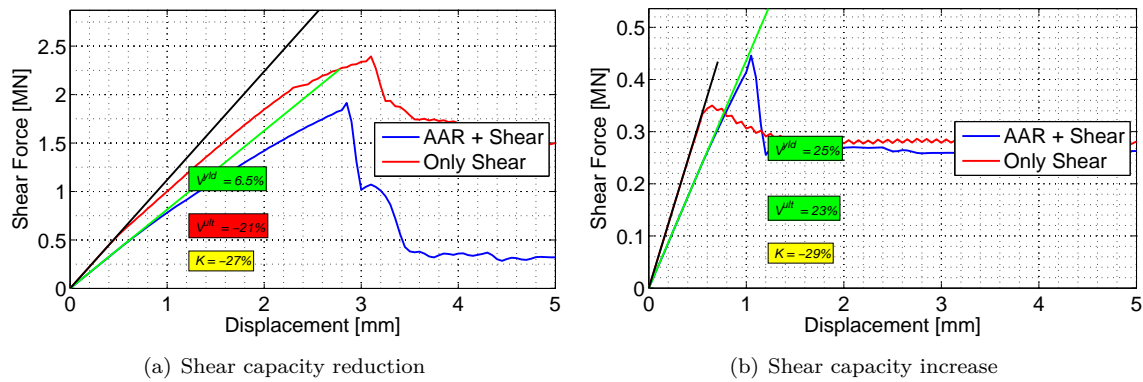 2.5
2
1.5
1
0.5
0
Shear Force [MN]
AAR + Shear
Only Shear
V^yld = 6.5%
V^ult = −21%
K = −27%
0 1 2 3 4 5
Displacement [mm]
(a) Shear capacity reduction
0.5
0.4
0.3
0.2
0.1
0
Shear Force [MN]
AAR + Shear
Only Shear
V^yld = 25%
V^ult = 23%
K = −29%
0 1 2 3 4 5
Displacement [mm]
(b) Shear capacity increase